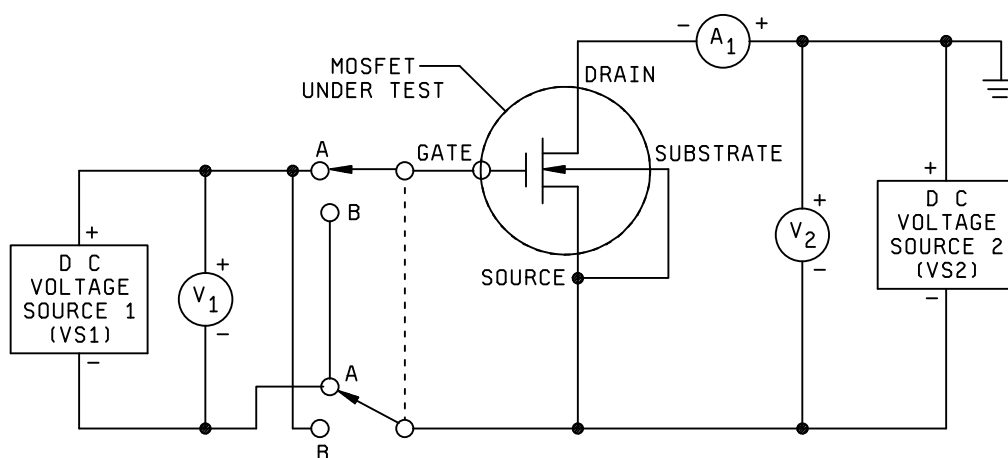 - A1 +
MOSFET
UNDER TEST
DRAIN
A
GATE
SUBSTRATE
+
D C
VOLTAGE
SOURCE 2
(VS2)
-
B
+
V2
-
+
D C
VOLTAGE
SOURCE 1
(VS1)
-
+
V1
-
SOURCE
A
B